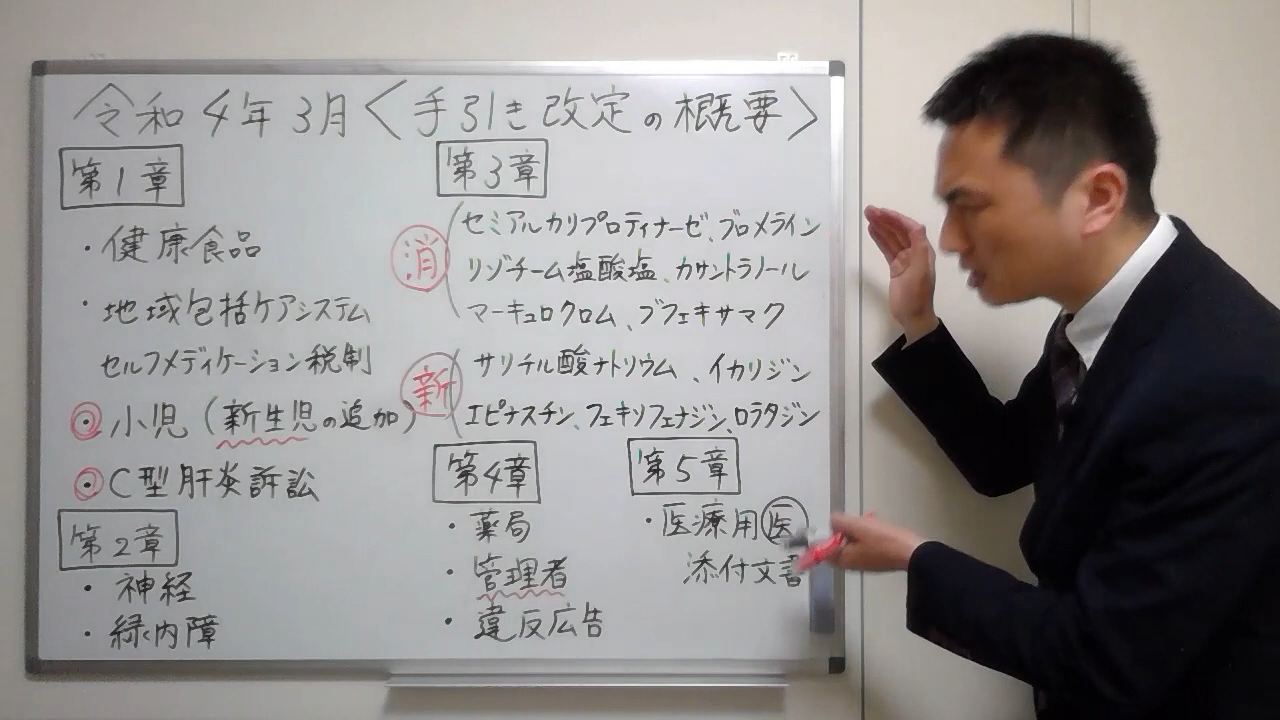 令和4年3月〈手引き改定の概要〉
第1章
・健康食品
・地域包括ケアシステム
セルフメディケーション税制
小児(新生児の追加)
C型肝炎訴訟
第2章
・神経
・緑内障
第3章
消
セミアルカリプロティナーゼ、ブロメライン
リゾチーム塩酸塩、カサントラノール
マーキュロクロム、ブフェキサマク
新
サリチル酸ナトリウム、イカリジン
エピナスチン、フェキソフェナジン、ロラタジン
第4章
・薬局
・管理者
・違反広告
第5章
・医療用医
添付文書